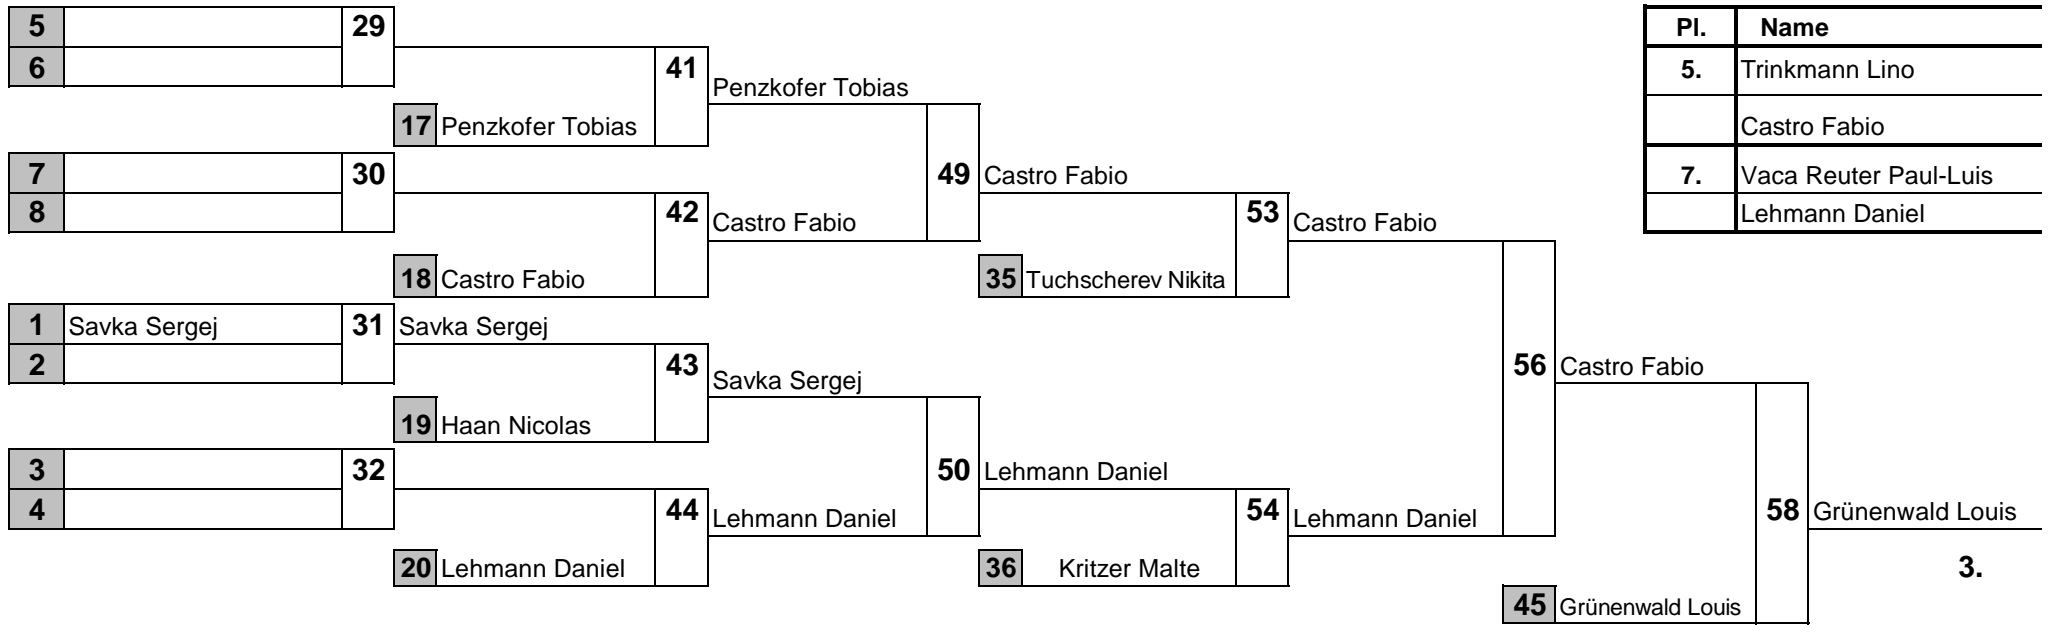 5 29 Pl. Name
6 41 5. Trinkmann Lino
Penzkofer Tobias
17 Penzkofer Tobias Castro Fabio
7 30 49 Castro Fabio 7. Vaca Reuter Paul-Luis
8 42 Castro Fabio 53 Castro Fabio Lehmann Daniel
18 Castro Fabio 35 Tuchscherev Nikita
1 Savka Sergej 31 Savka Sergej
2 43 Savka Sergej 56 Castro Fabio
19 Haan Nicolas
3 32 50 Lehmann Daniel
4 44 Lehmann Daniel 54 Lehmann Daniel 58 Grünenwald Louis
20 Lehmann Daniel 36 Kritzer Malte 3.
45 Grünenwald Louis